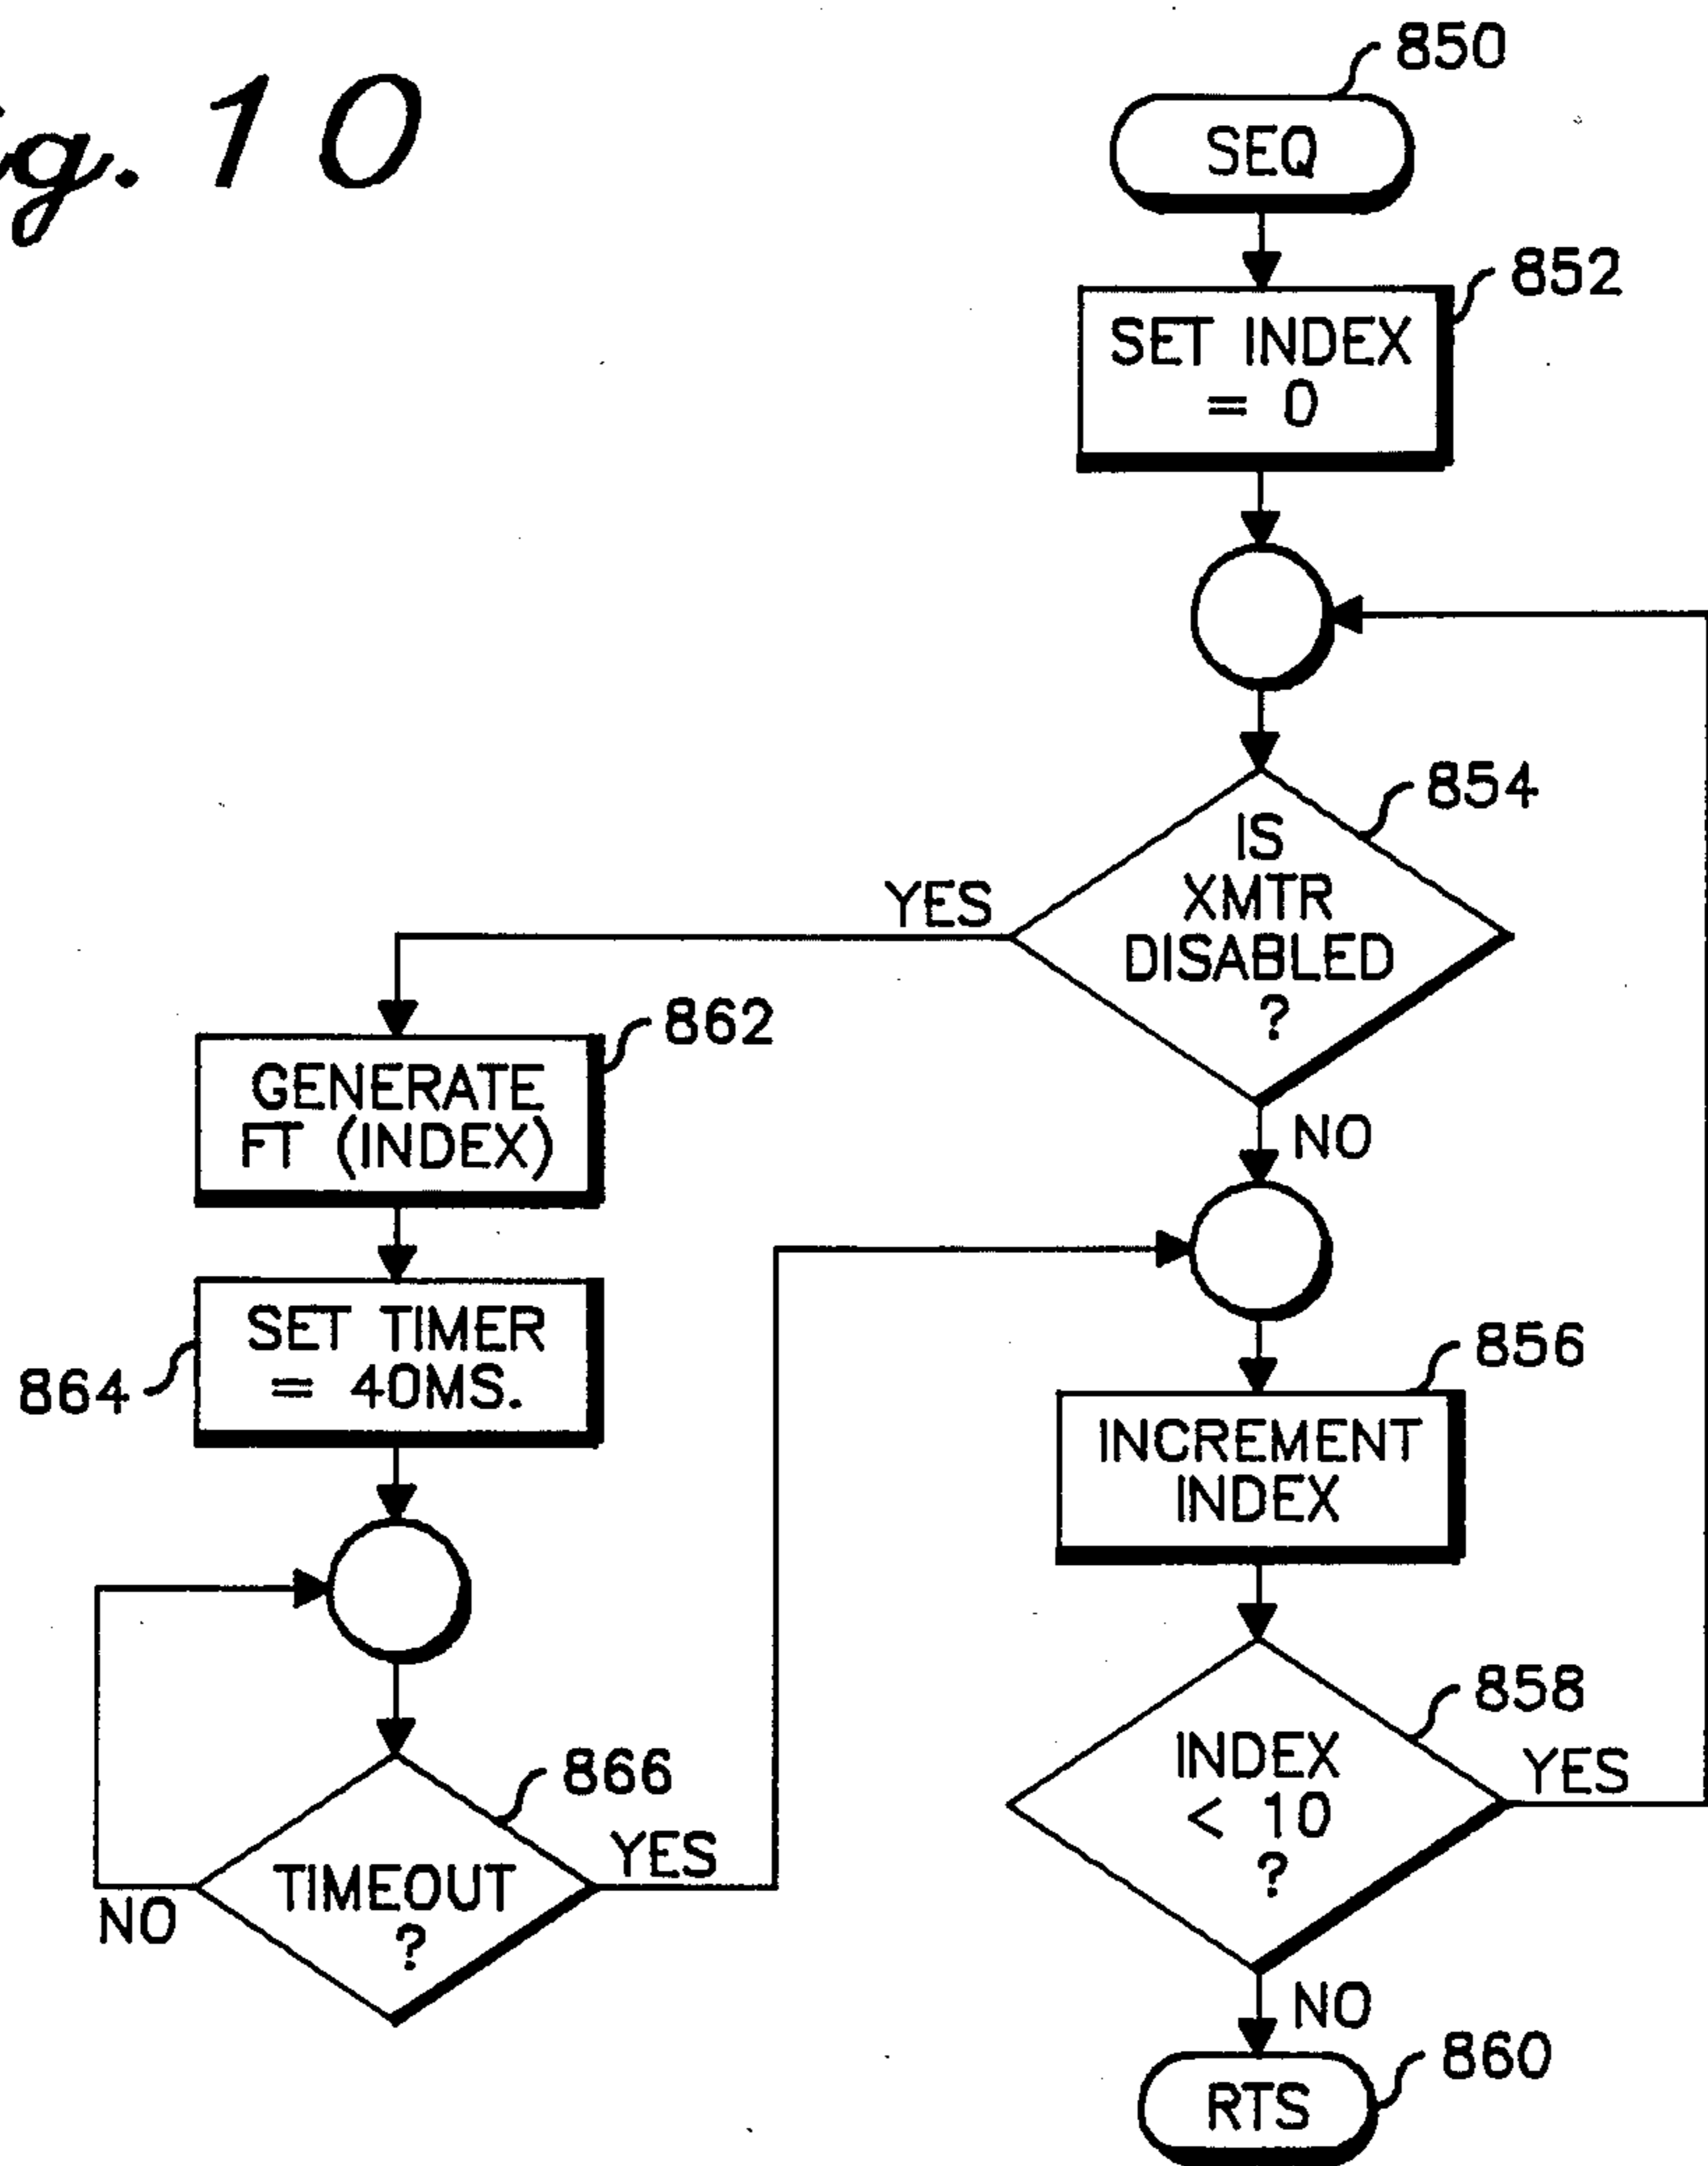 ig. 10
850
SEQ
852
SET INDEX
= 0
854
IS
XMTR
DISABLED
?
YES
NO
862
GENERATE
FT (INDEX)
864
SET TIMER
= 40MS.
866
TIMEOUT
?
NO
YES
856
INCREMENT
INDEX
858
INDEX
< 10
?
YES
NO
860
RTS